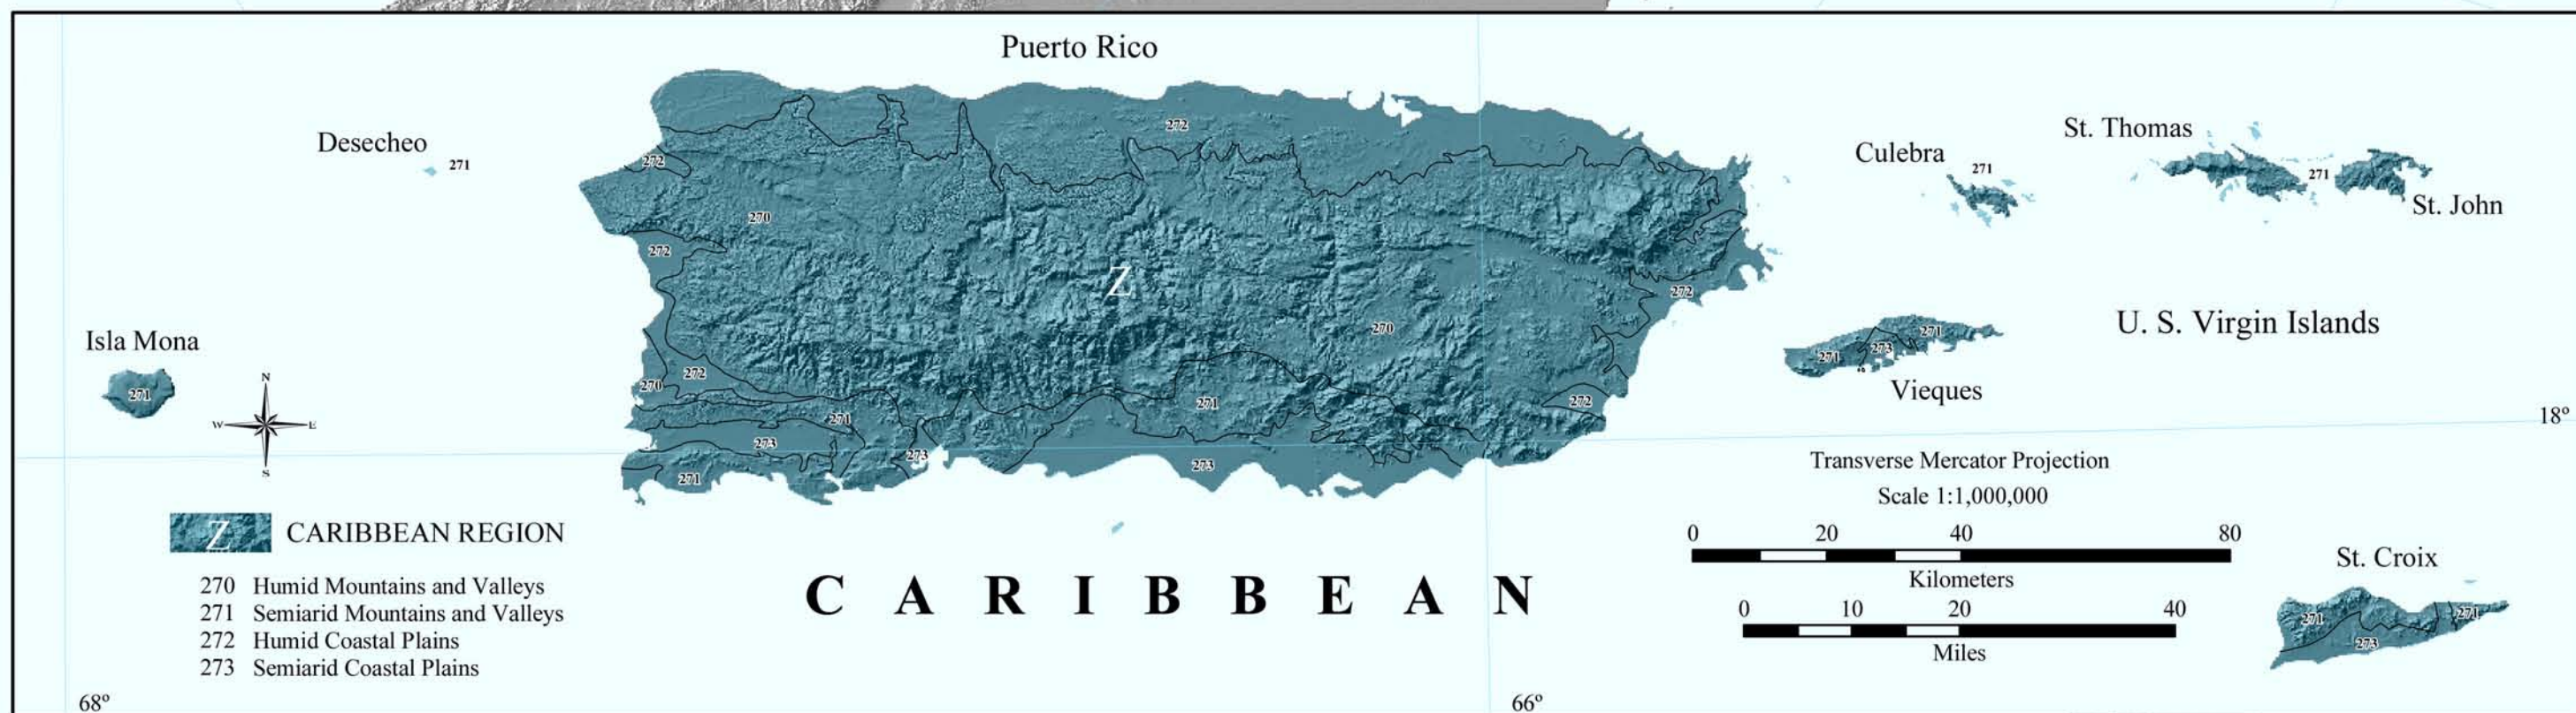 Puerto Rico
272
St. Thomas
Desecheo
272
271
Culebra
271
271
St. John
270
272
Z
272
U. S. Virgin Islands
270
271
Isla Mona
273
271
272
270
Vieques
271
N
W
E
S
271
272
271
18º
273
273
273
271
Transverse Mercator Projection
Scale 1:1,000,000
0 20 40 80
Kilometers
0 10 20 40
Miles
St. Croix
271
271
273
Z CARIBBEAN REGION
270 Humid Mountains and Valleys
271 Semiarid Mountains and Valleys
272 Humid Coastal Plains
273 Semiarid Coastal Plains
CARIBBEAN
68º
66º